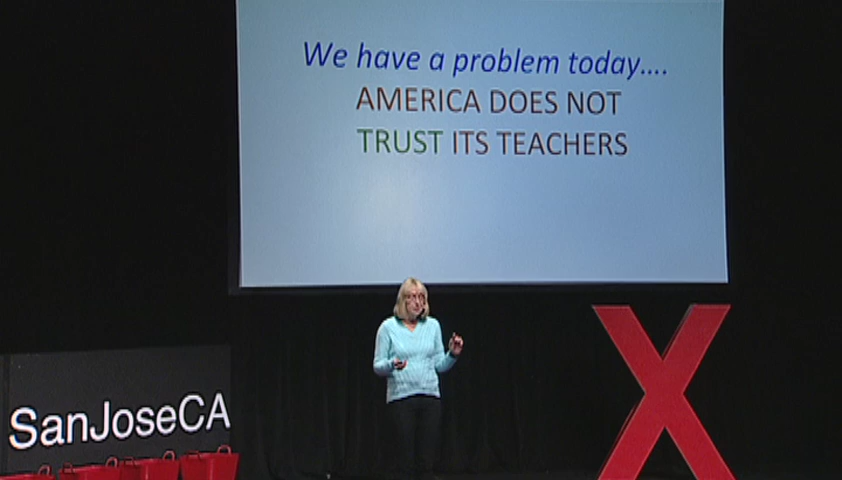 We have a problem today....
AMERICA DOES NOT
TRUST ITS TEACHERS
SanJoseCA
X